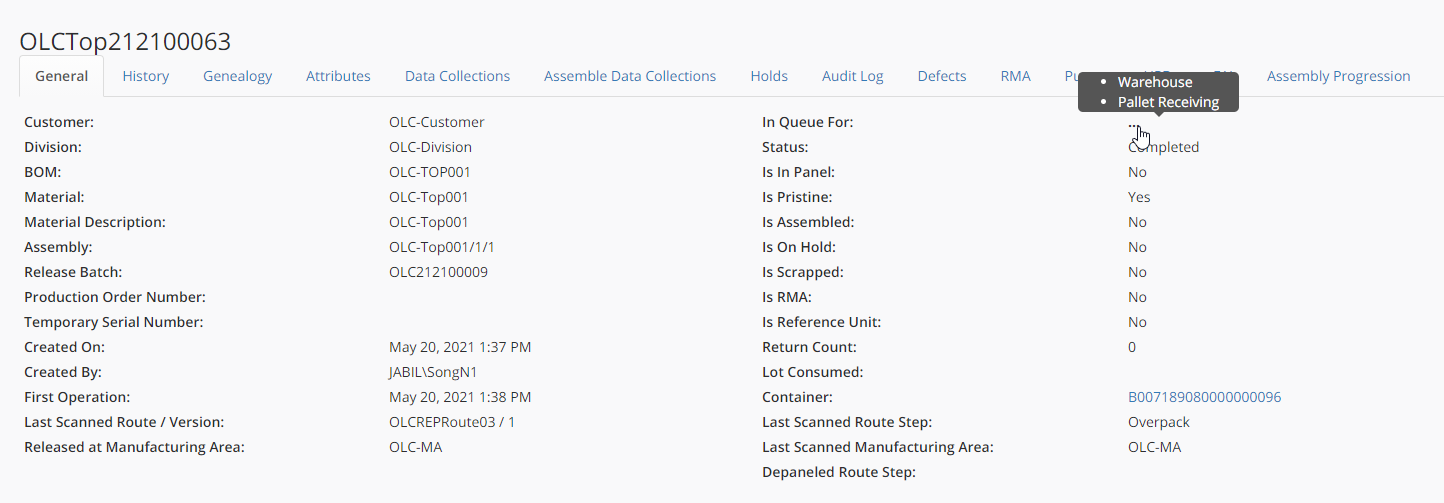 OLCTop212100063
General History Genealogy Attributes Data Collections Assemble Data Collections Holds Audit Log Defects RMA Assembly Progression
Warehouse
Pallet Receiving
Customer: OLC-Customer In Queue For: ...
Division: OLC-Division Status: Completed
BOM: OLC-TOP001 Is In Panel: No
Material: OLC-Top001 Is Pristine: Yes
Material Description: OLC-Top001 Is Assembled: No
Assembly: OLC-Top001/1/1 Is On Hold: No
Release Batch: OLC212100009 Is Scrapped: No
Production Order Number: Is RMA: No
Temporary Serial Number: Is Reference Unit: No
Created On: May 20, 2021 1:37 PM Return Count: 0
Created By: JABIL\SongN1 Lot Consumed:
First Operation: May 20, 2021 1:38 PM Container: B007189080000000096
Last Scanned Route / Version: OLCREPRoute03 / 1 Last Scanned Route Step: Overpack
Released at Manufacturing Area: OLC-MA Last Scanned Manufacturing Area: OLC-MA
Depaneled Route Step: